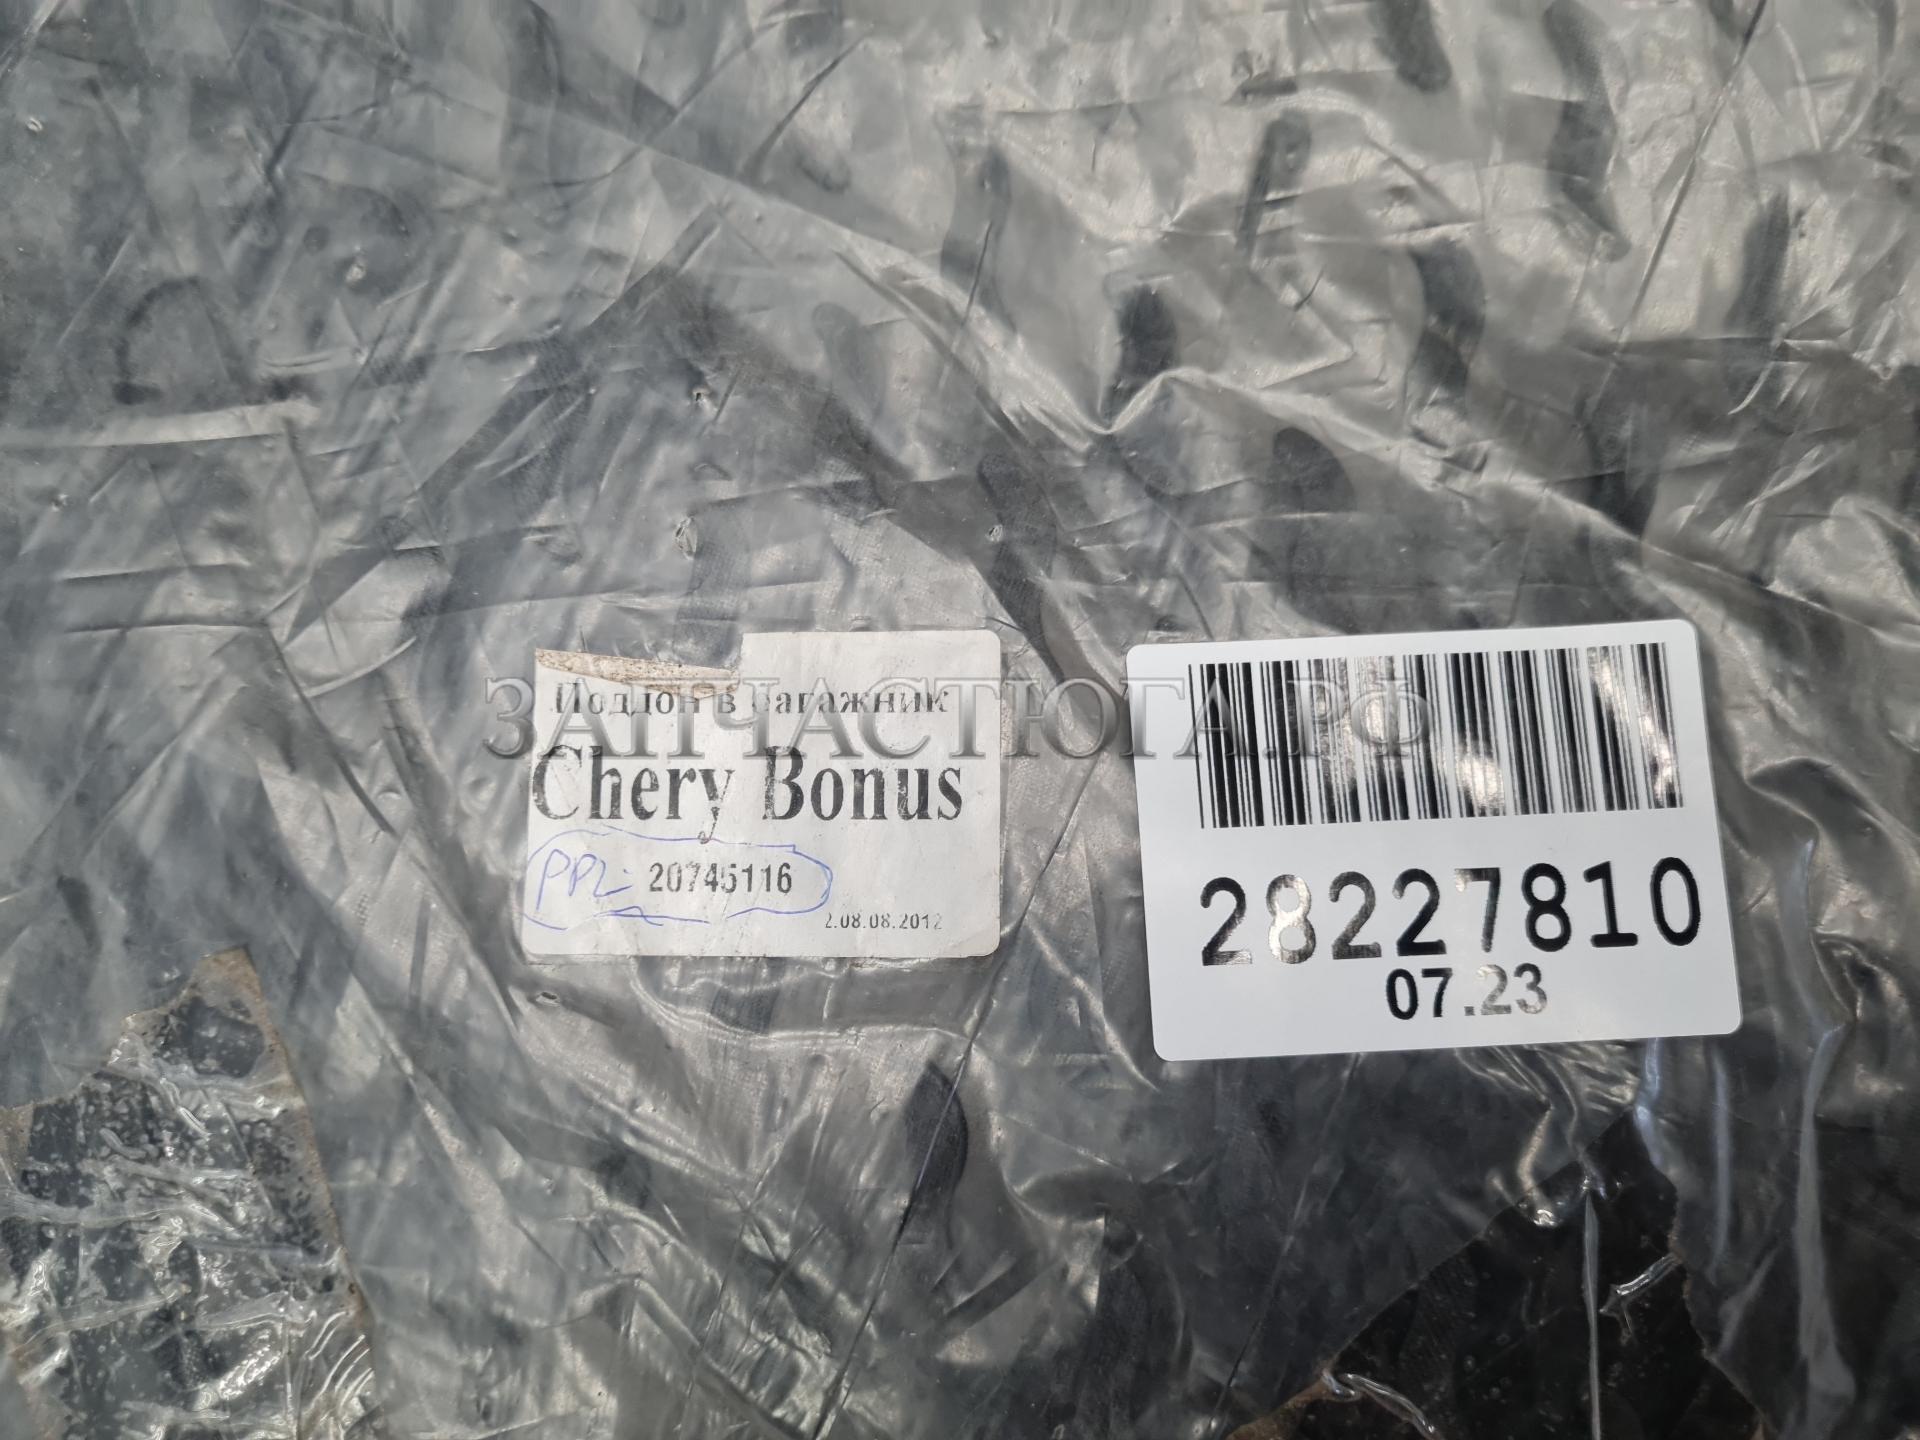 Поддон в багажник
ЗАПЧАСТЮГА.РФ
Chery Bonus
PPL- 20745116
2.08.08.2012
28227810
07.23